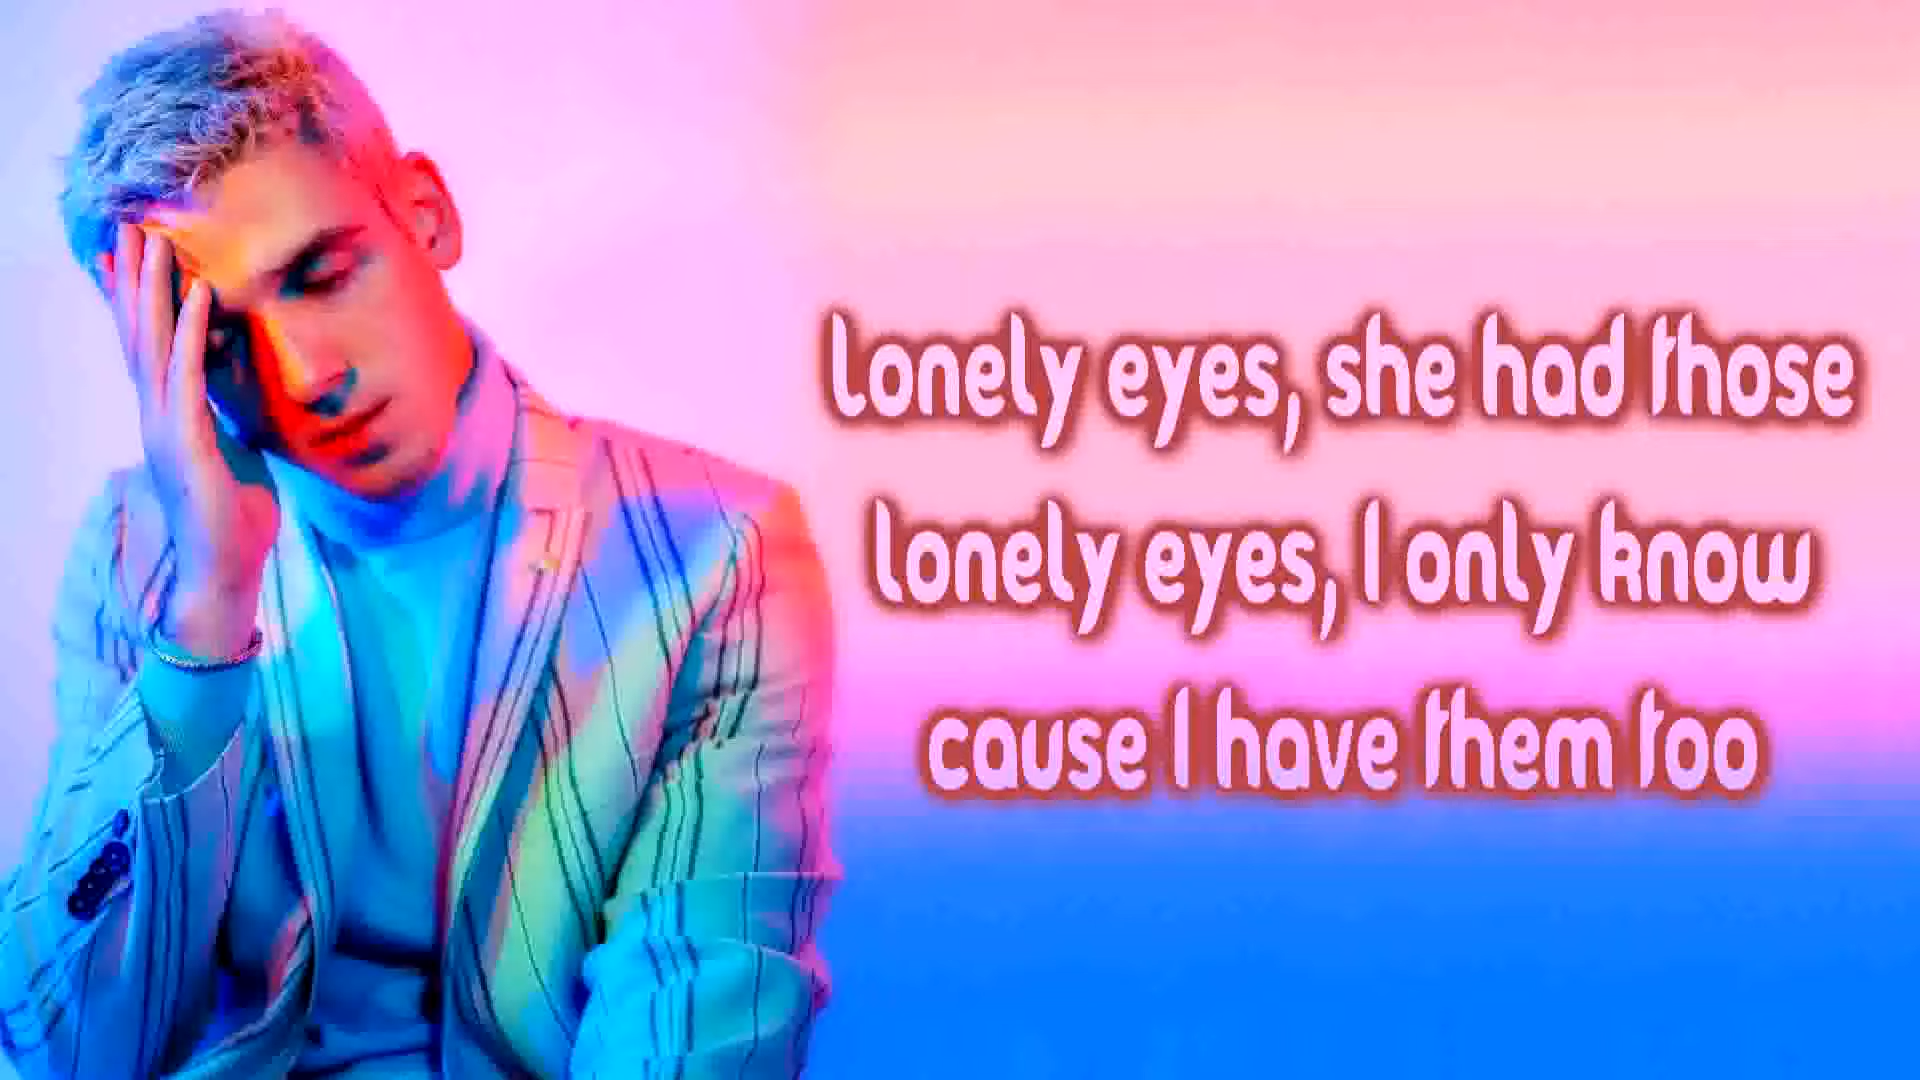 Lonely eyes, she had those
lonely eyes, I only know
cause I have them too